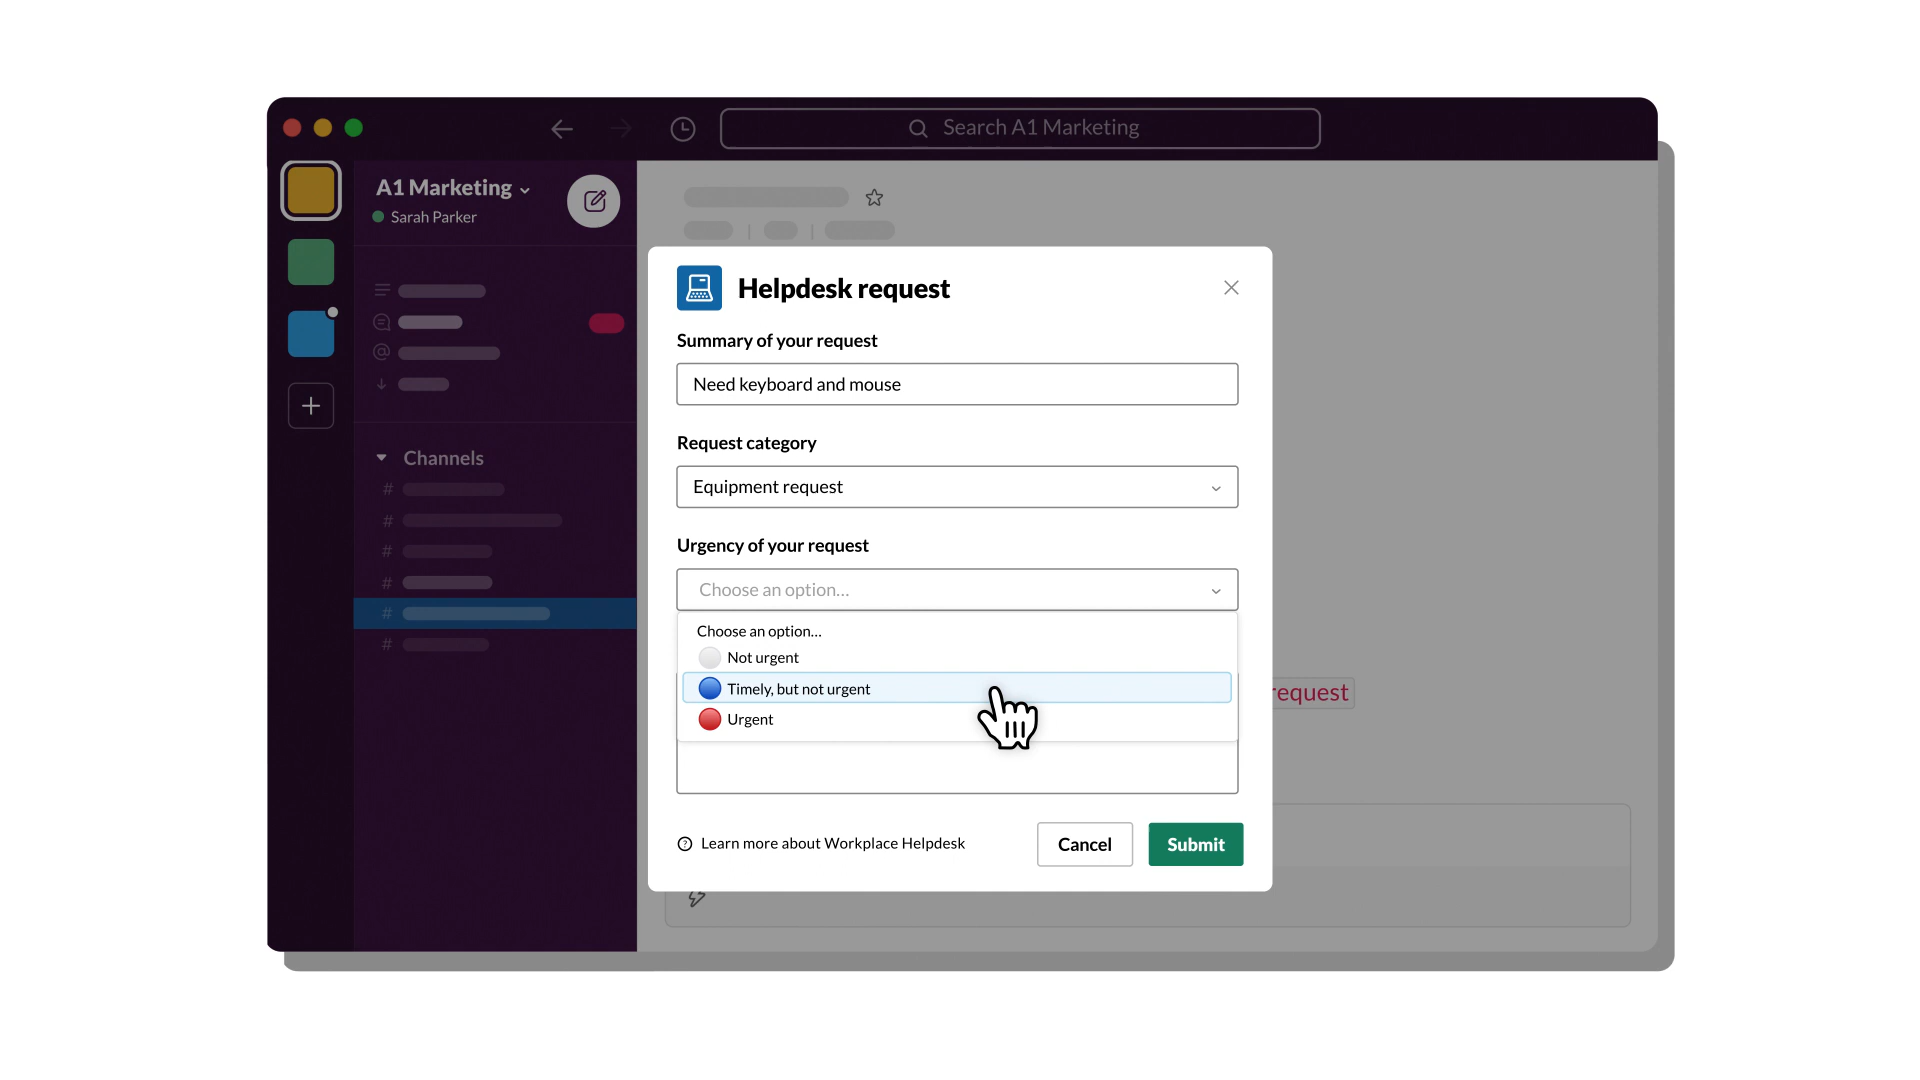 Search A1 Marketing
A1 Marketing
Sarah Parker
Channels
#
#
#
#
#
#
Helpdesk request
Summary of your request
Need keyboard and mouse
Request category
Equipment request
Urgency of your request
Choose an option...
Choose an option...
Not urgent
Timely, but not urgent
Urgent
request
Learn more about Workplace Helpdesk
Cancel
Submit